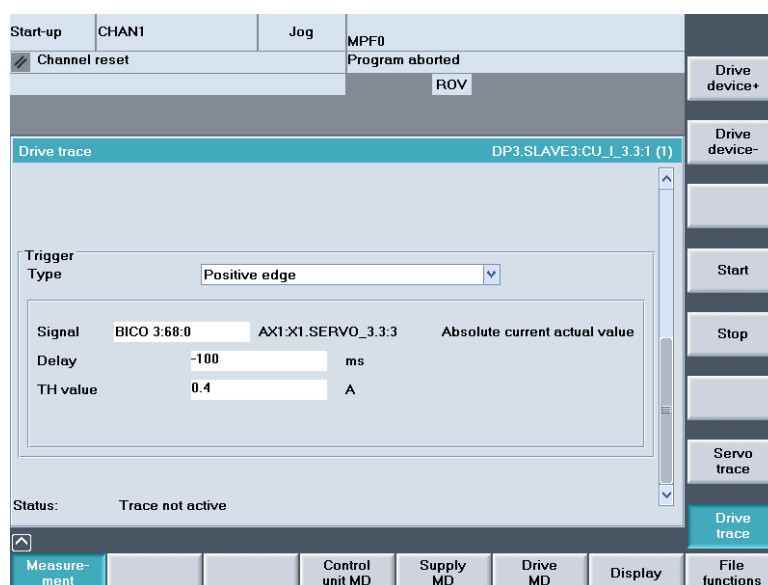 Start-up CHAN1 Jog MPF0
Channel reset Program aborted
ROV
Drive device+
Drive device-
Drive trace DP3.SLAVE3:CU_I_3.3:1 (1)
Trigger
Type Positive edge
Signal BICO 3:68:0 AX1:X1.SERVO_3.3:3 Absolute current actual value
Delay -100 ms
TH value 0.4 A
Status: Trace not active
Start
Stop
Servo trace
Drive trace
Measure-
ment
Control
unit MD
Supply
MD
Drive
MD
Display
File
functions